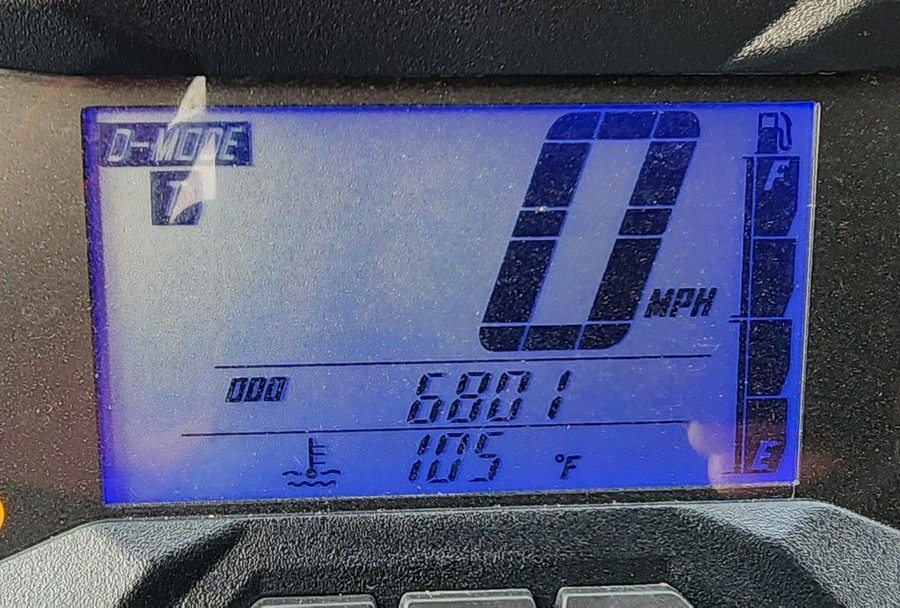 D-MODE
T
0 MPH
F
ODO 6801
105 °F
E